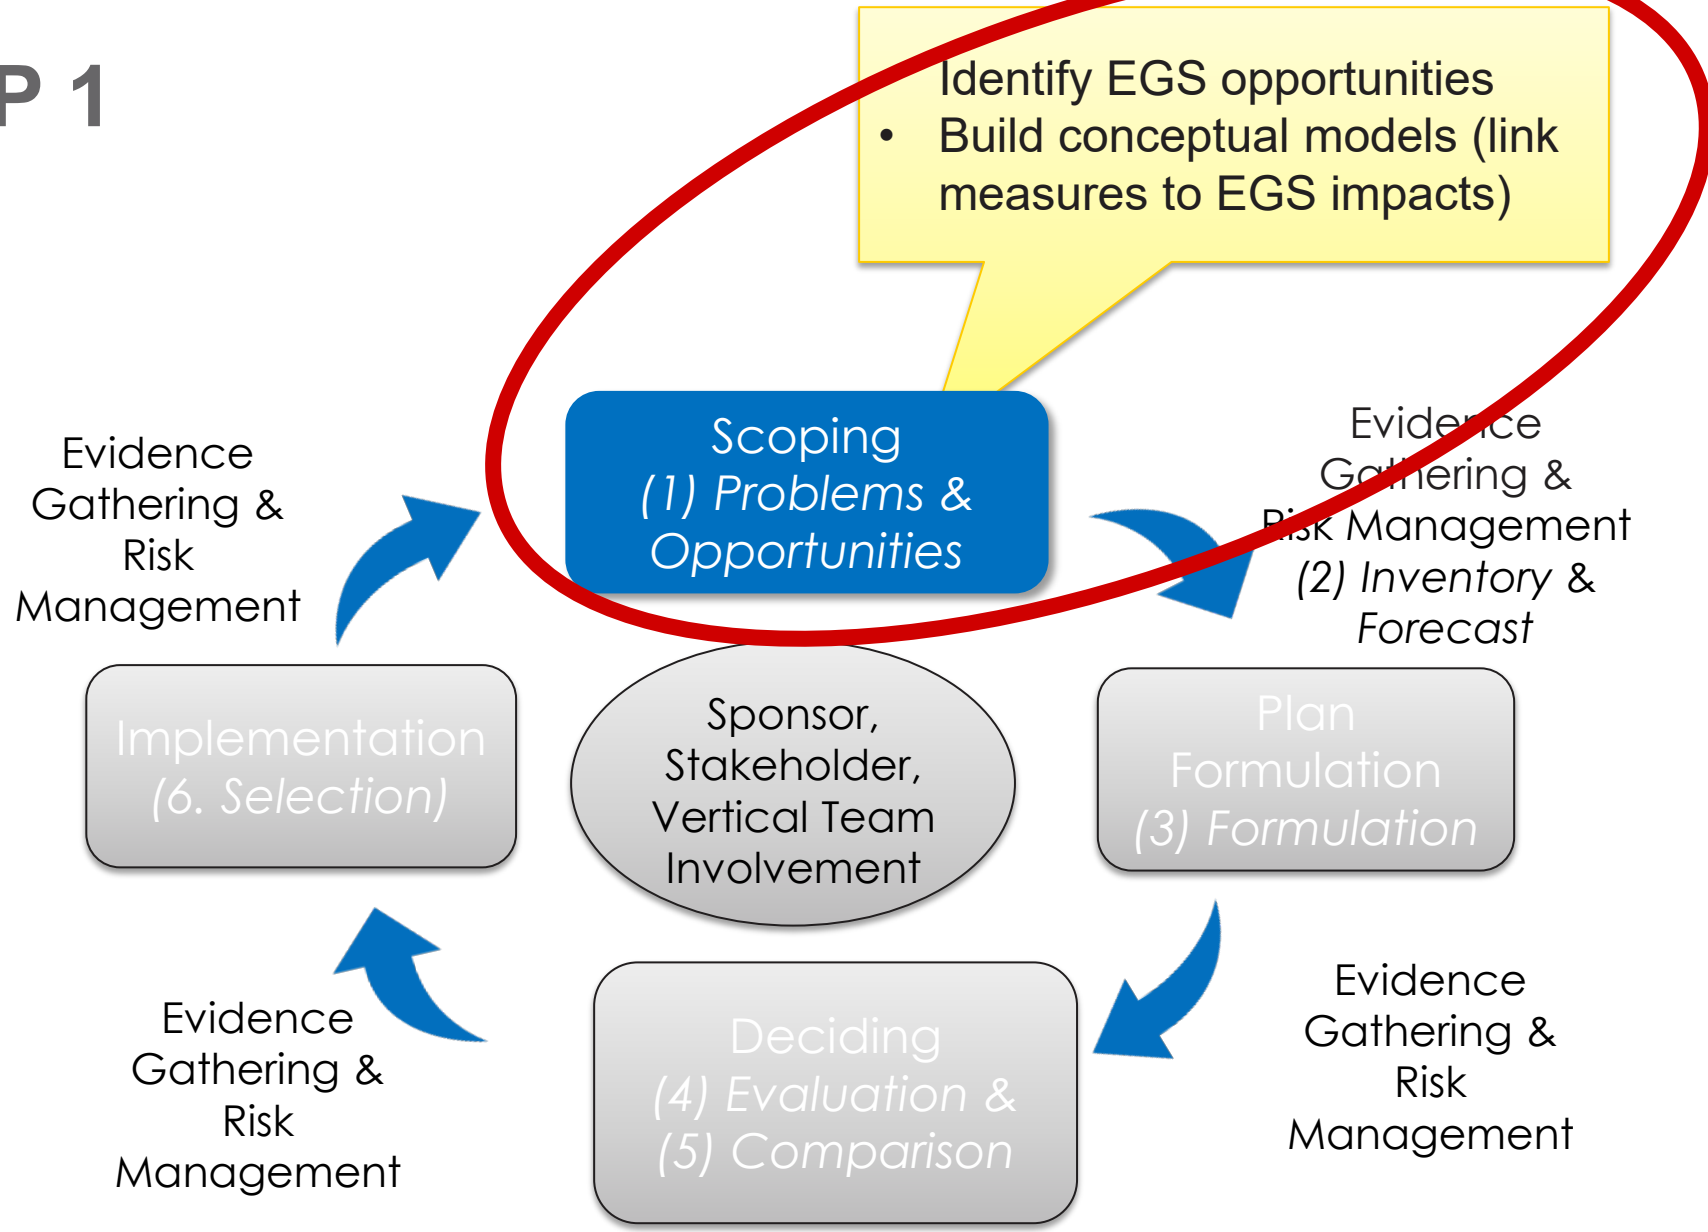 P 1
Identify EGS opportunities
• Build conceptual models (link
measures to EGS impacts)
Scoping
(1) Problems &
Opportunities
Evidence
Gathering &
Risk Management
(2) Inventory &
Forecast
Evidence
Gathering &
Risk
Management
Implementation
(6. Selection)
Sponsor,
Stakeholder,
Vertical Team
Involvement
Plan
Formulation
(3) Formulation
Evidence
Gathering &
Risk
Management
Deciding
(4) Evaluation &
(5) Comparison
Evidence
Gathering &
Risk
Management